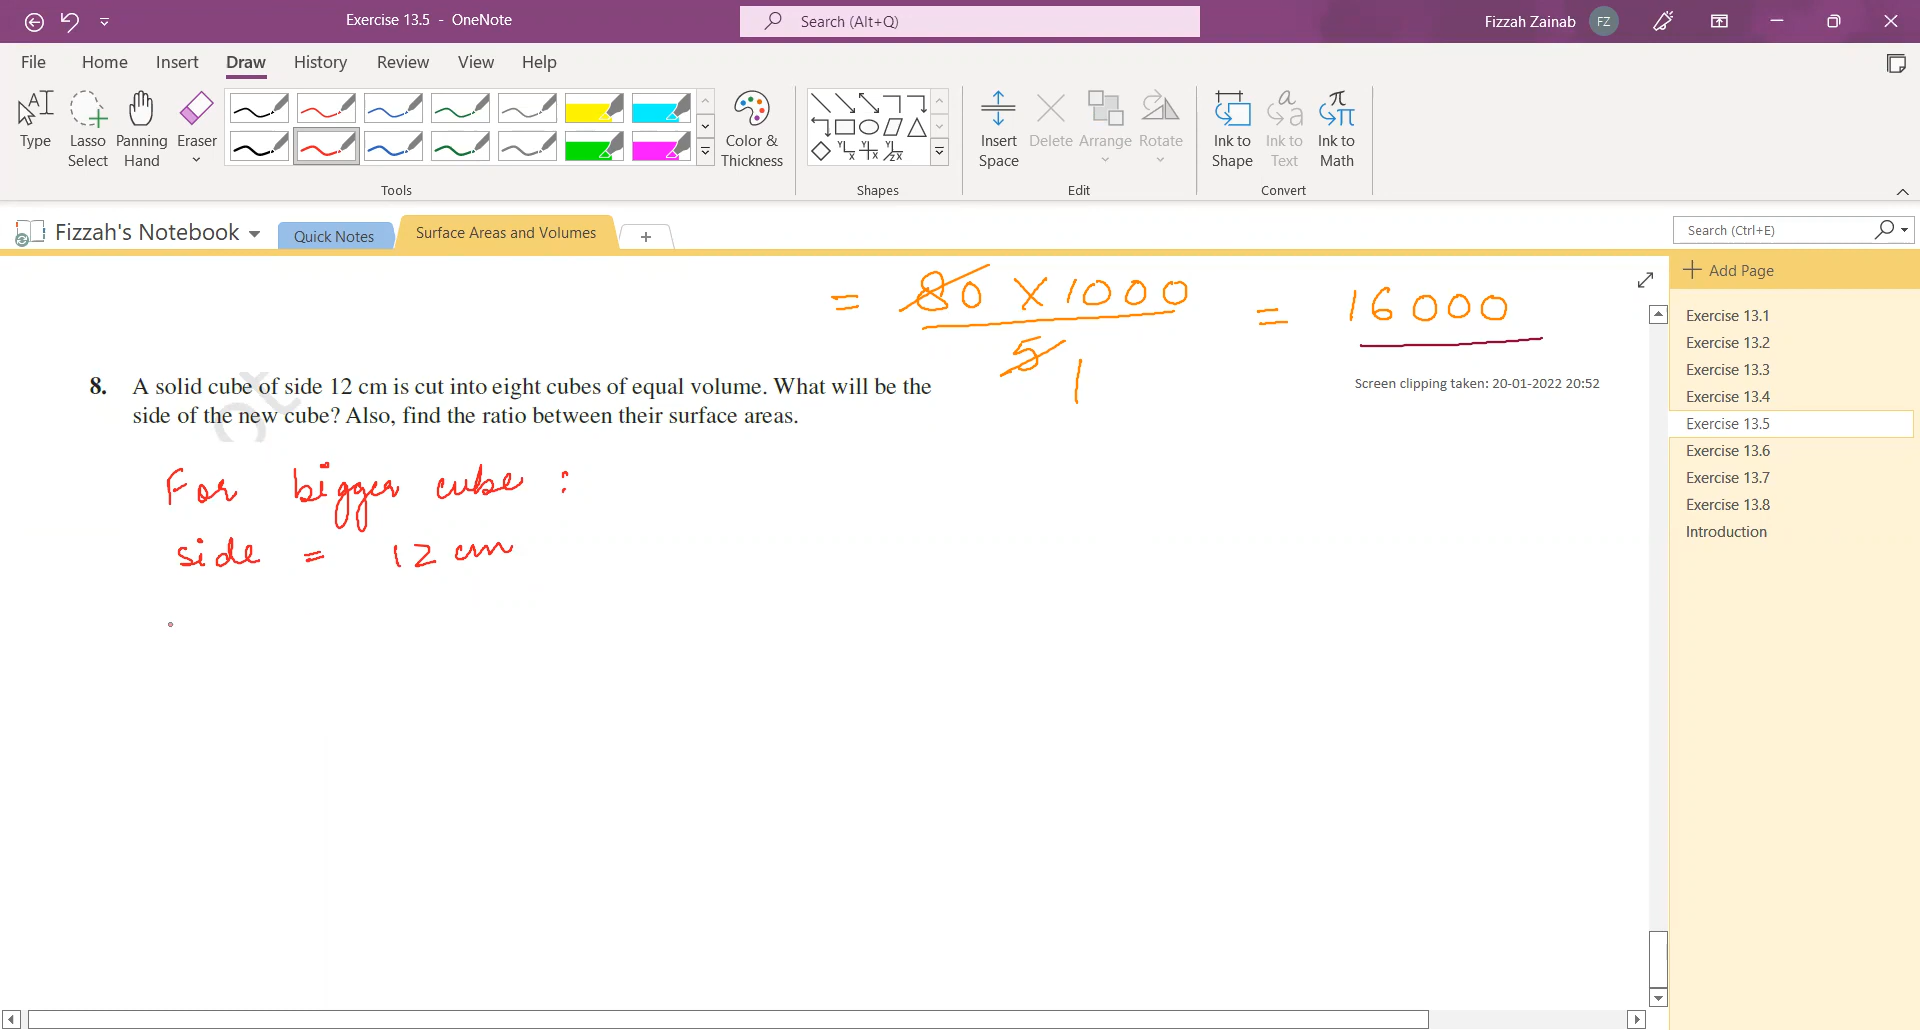 Exercise 13.5 - OneNote
Search (Alt+Q)
Fizzah Zainab FZ
File Home Insert Draw History Review View Help
Type
Lasso Select
Panning Hand
Eraser
Color & Thickness
Insert Space
Delete
Arrange
Rotate
Ink to Shape
Ink to Text
Ink to Math
Tools
Shapes
Edit
Convert
Fizzah's Notebook
Quick Notes
Surface Areas and Volumes
Search (Ctrl+E)
Add Page
Exercise 13.1
Exercise 13.2
Exercise 13.3
Exercise 13.4
Exercise 13.5
Exercise 13.6
Exercise 13.7
Exercise 13.8
Introduction
= 80 X 1000 = 16000
5 1
Screen clipping taken: 20-01-2022 20:52
8. A solid cube of side 12 cm is cut into eight cubes of equal volume. What will be the
side of the new cube? Also, find the ratio between their surface areas.
For bigger cube :
side = 12 cm